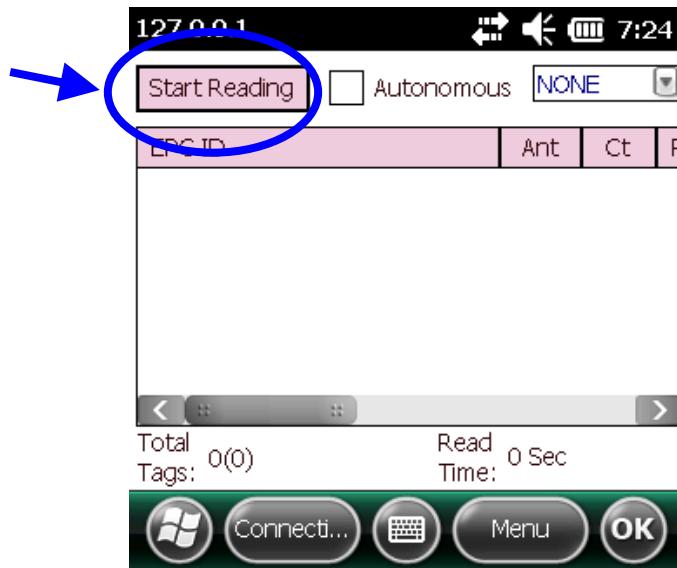 127.0.0.1 7:24
Start Reading Autonomous NONE
EPC ID Ant Ct
Total Tags: 0(0) Read Time: 0 Sec
Connecti... Menu OK